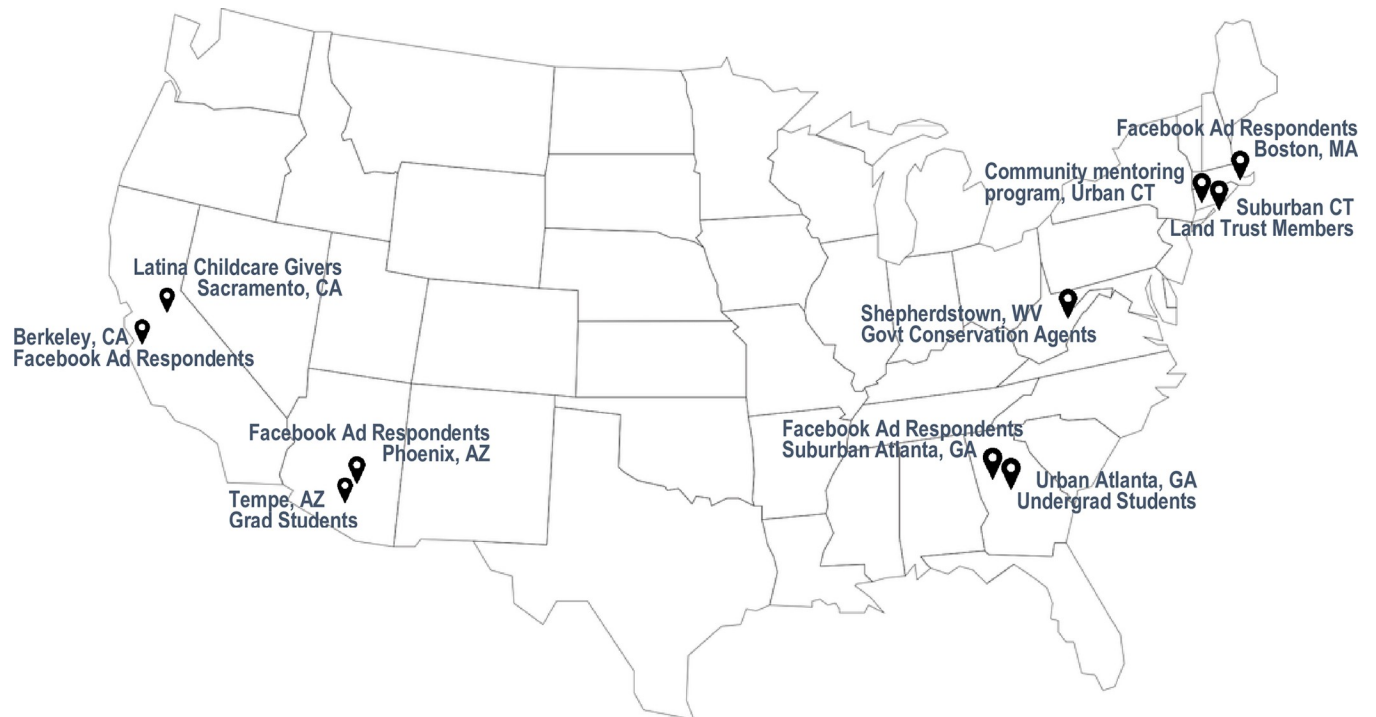 Facebook Ad Respondents
Boston, MA
Community mentoring
program, Urban CT
Suburban CT
Land Trust Members
Latina Childcare Givers
Sacramento, CA
Berkeley, CA
Facebook Ad Respondents
Shepherdstown, WV
Govt Conservation Agents
Facebook Ad Respondents
Phoenix, AZ
Tempe, AZ
Grad Students
Facebook Ad Respondents
Suburban Atlanta, GA
Urban Atlanta, GA
Undergrad Students